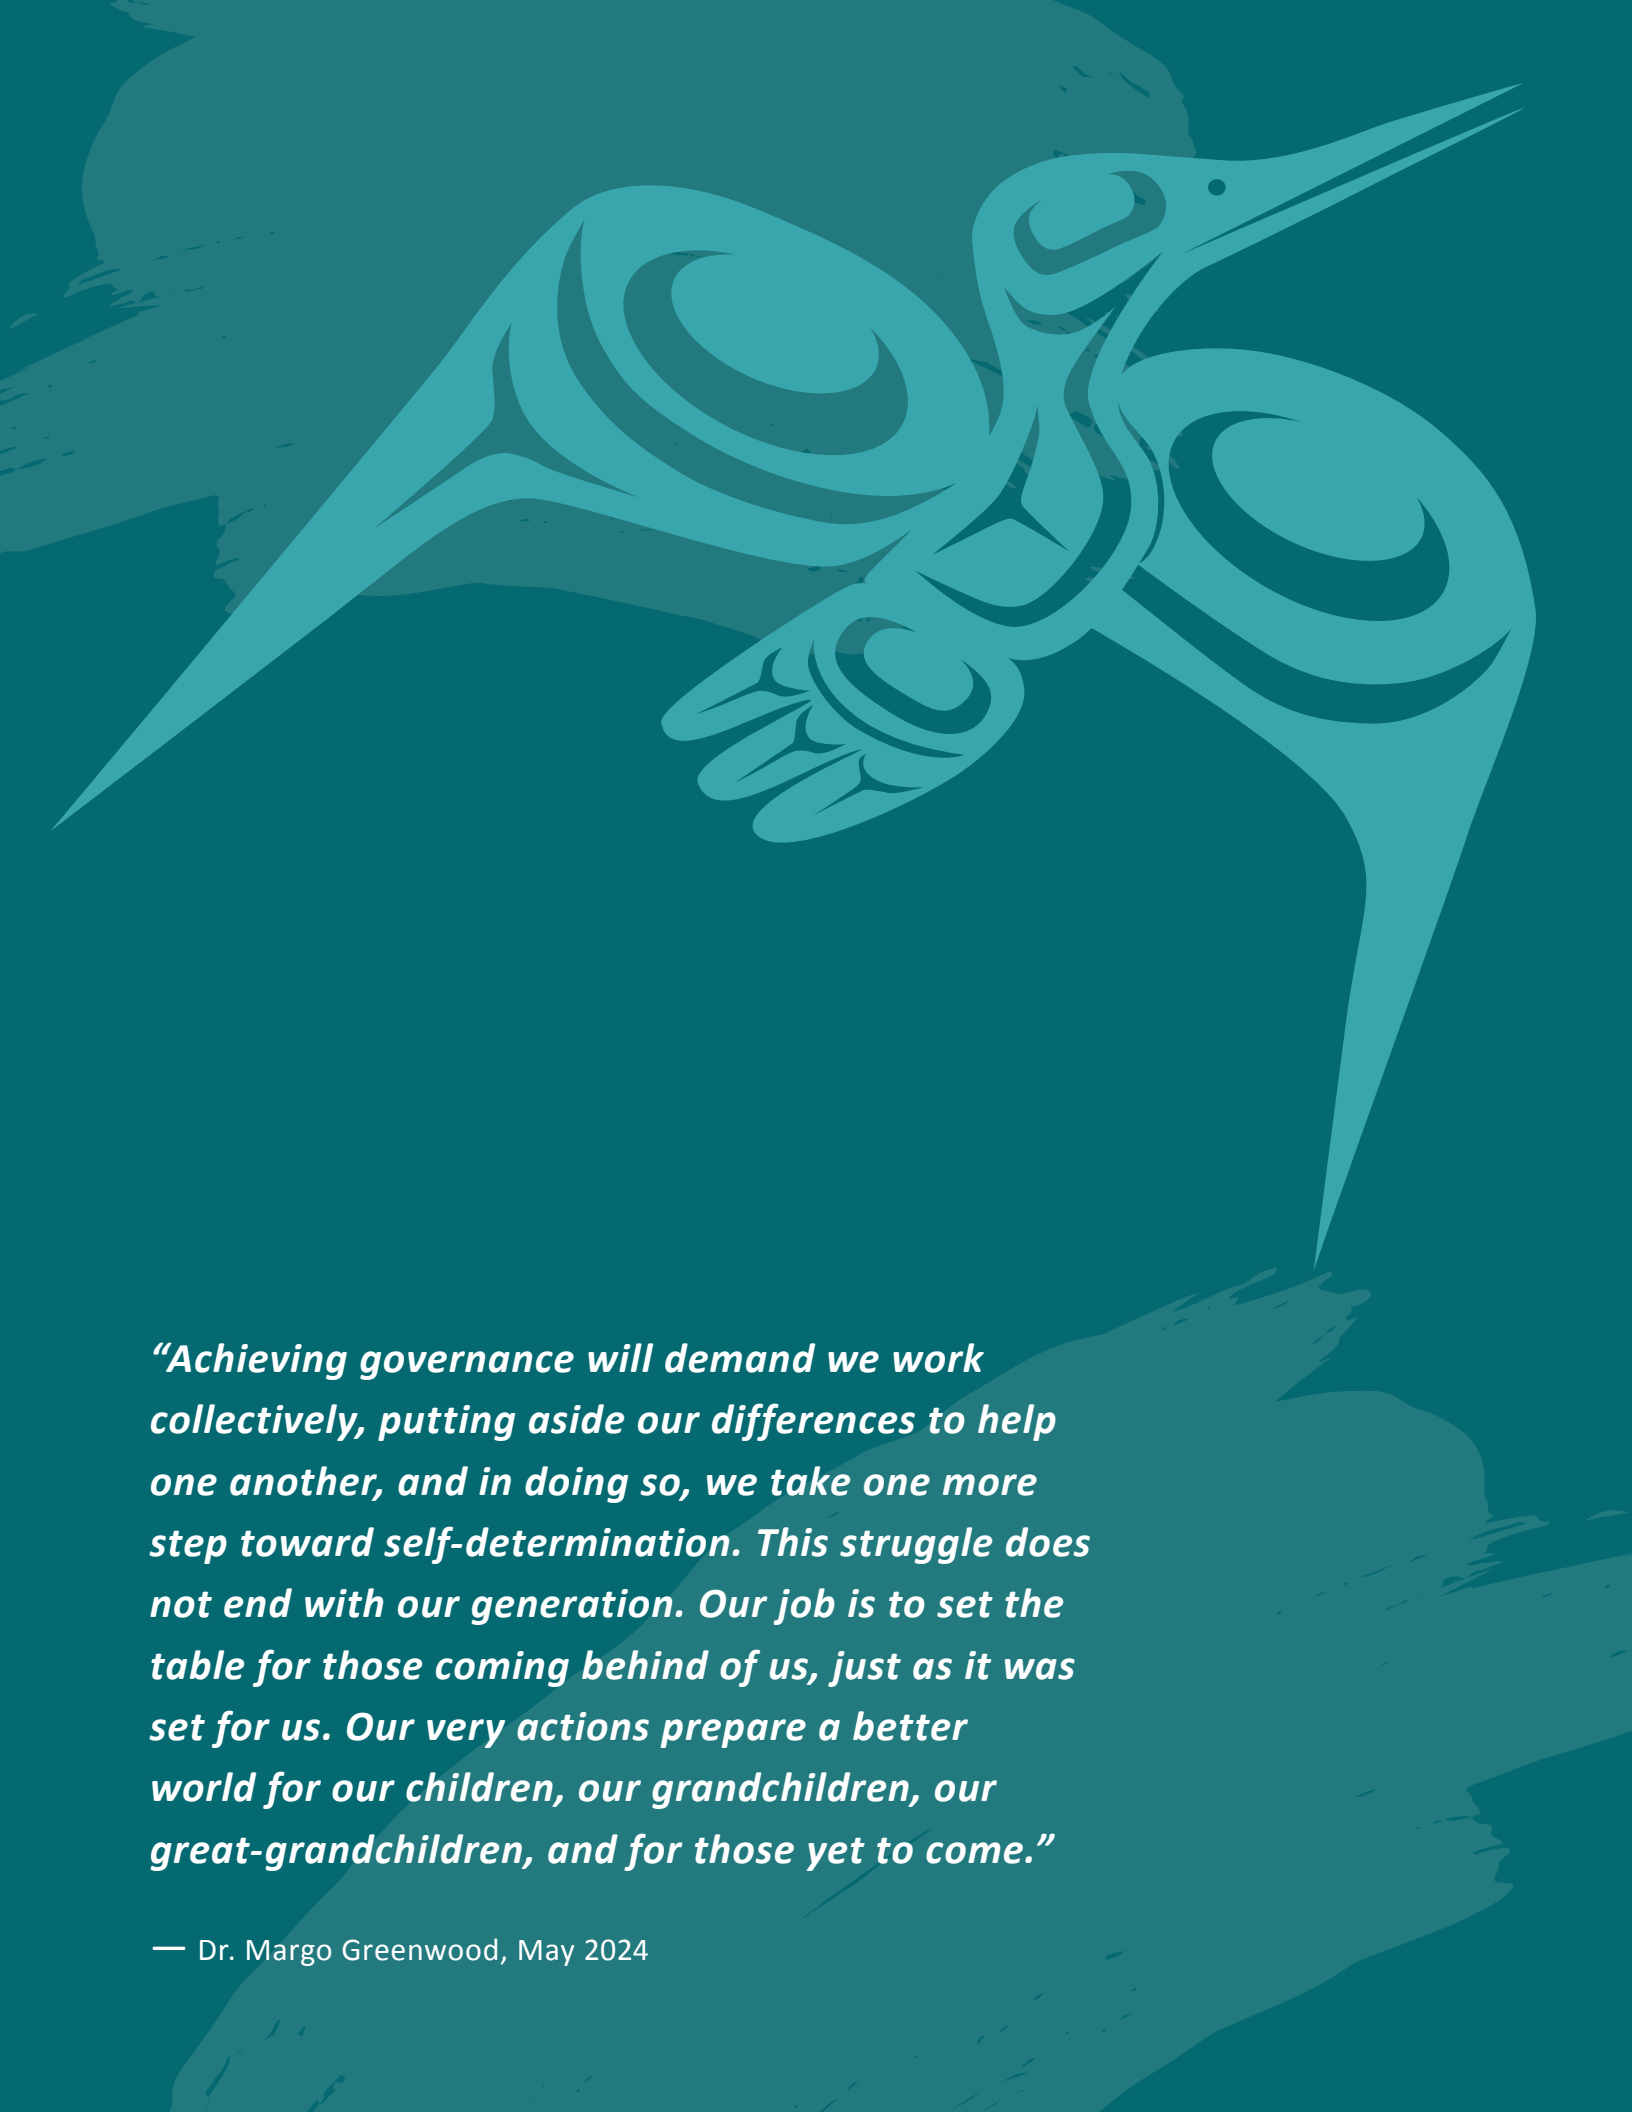 “Achieving governance will demand we work
collectively, putting aside our differences to help
one another, and in doing so, we take one more
step toward self-determination. This struggle does
not end with our generation. Our job is to set the
table for those coming behind of us, just as it was
set for us. Our very actions prepare a better
world for our children, our grandchildren, our
great-grandchildren, and for those yet to come.”
— Dr. Margo Greenwood, May 2024